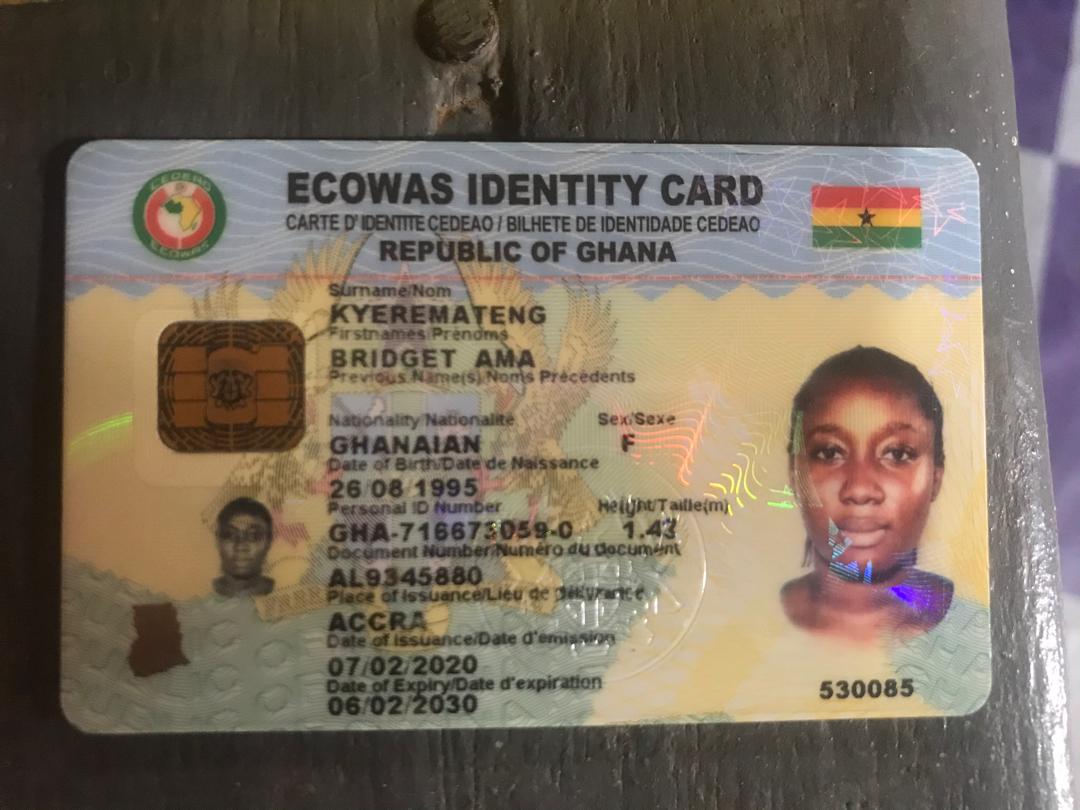 CEDEAO
ECOWAS
ECOWAS IDENTITY CARD
CARTE D'IDENTITE CEDEAO / BILHETE DE IDENTIDADE CEDEAO
REPUBLIC OF GHANA
Surname/Nom
KYEREMATENG
Firstnames/Prénoms
BRIDGET AMA
Previous Name(s)/Noms Précédents
Nationality/Nationalité Sex/Sexe
GHANAIAN F
Date of Birth/Date de Naissance
26/08/1995
Personal ID Number Height/Taille(m)
GHA-716673059-0 1.43
Document Number/Numéro du document
AL9345880
Place of Issuance/Lieu de délivrance
ACCRA
Date of Issuance/Date d'émission
07/02/2020
Date of Expiry/Date d'expiration
06/02/2030
530085